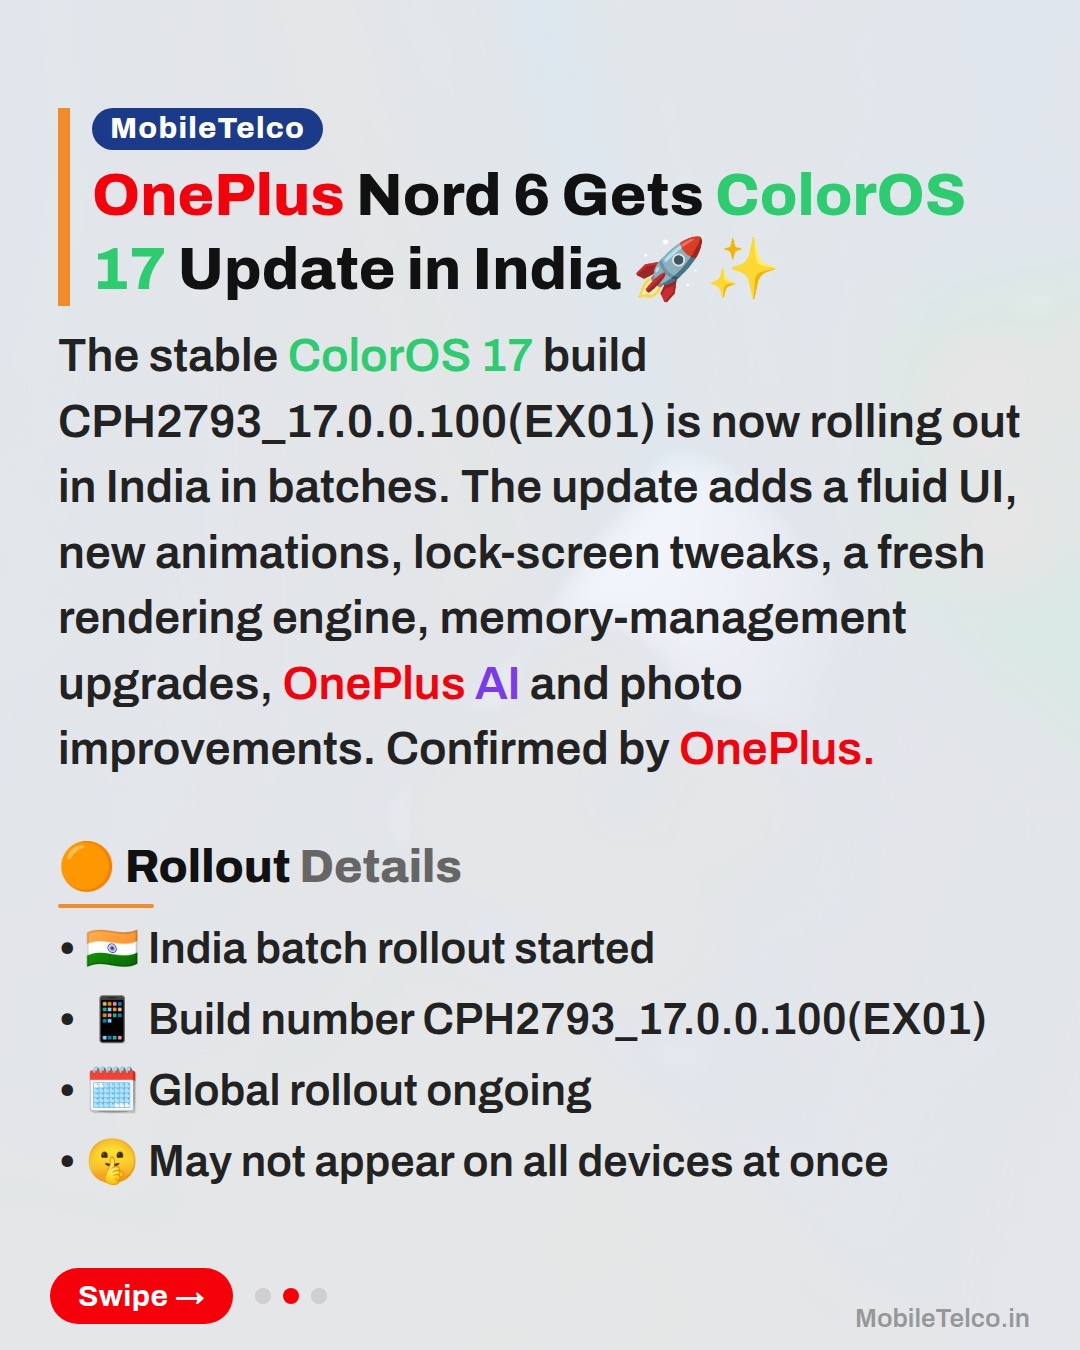 MobileTelco
OnePlus Nord 6 Gets ColorOS
17 Update in India 🚀✨
The stable ColorOS 17 build
CPH2793_17.0.0.100(EX01) is now rolling out
in India in batches. The update adds a fluid UI,
new animations, lock-screen tweaks, a fresh
rendering engine, memory-management
upgrades, OnePlus AI and photo
improvements. Confirmed by OnePlus.
🟠 Rollout Details
• 🇮🇳 India batch rollout started
• 📱 Build number CPH2793_17.0.0.100(EX01)
• 🗓️ Global rollout ongoing
• 🤫 May not appear on all devices at once
Swipe →
MobileTelco.in